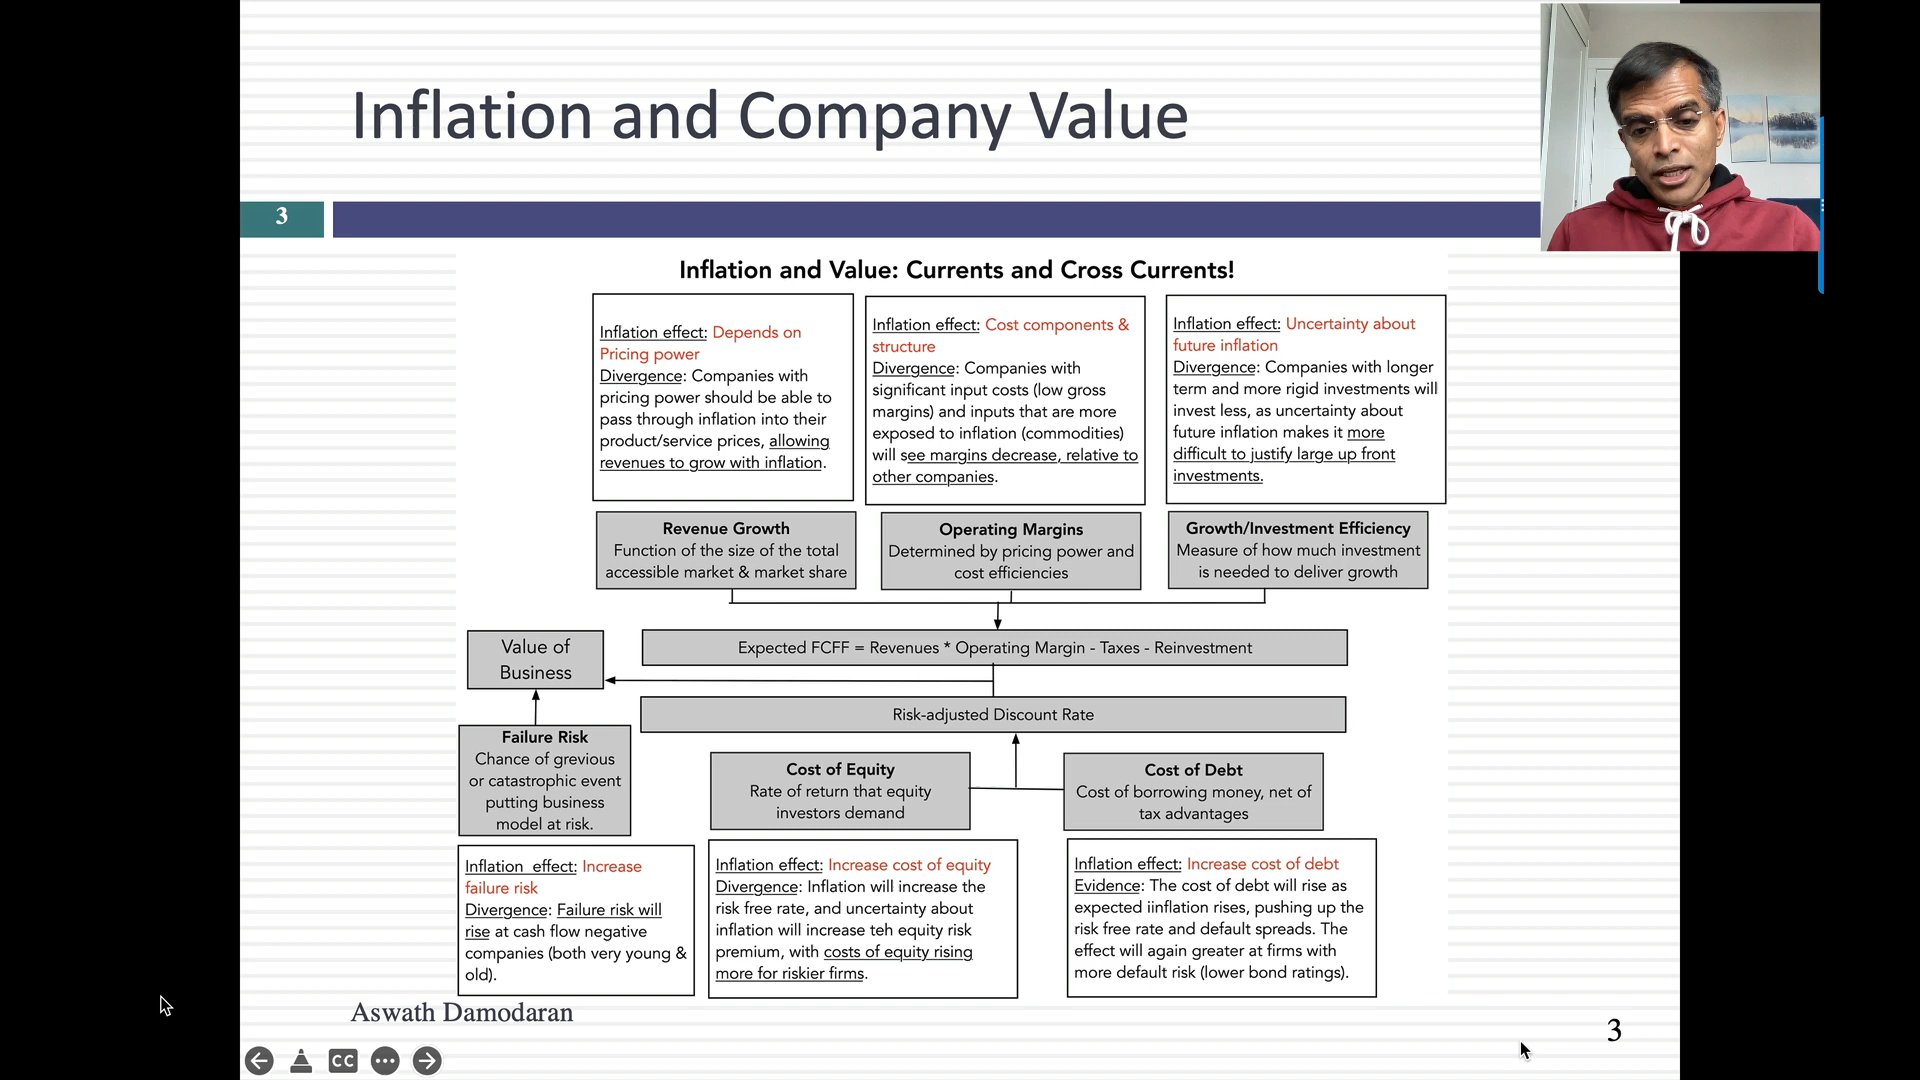 Inflation and Company Value
3
Inflation and Value: Currents and Cross Currents!
Inflation effect: Depends on
Pricing power
Divergence: Companies with
pricing power should be able to
pass through inflation into their
product/service prices, allowing
revenues to grow with inflation.
Inflation effect: Cost components &
structure
Divergence: Companies with
significant input costs (low gross
margins) and inputs that are more
exposed to inflation (commodities)
will see margins decrease, relative to
other companies.
Inflation effect: Uncertainty about
future inflation
Divergence: Companies with longer
term and more rigid investments will
invest less, as uncertainty about
future inflation makes it more
difficult to justify large up front
investments.
Revenue Growth
Function of the size of the total
accessible market & market share
Operating Margins
Determined by pricing power and
cost efficiencies
Growth/Investment Efficiency
Measure of how much investment
is needed to deliver growth
Value of
Business
Expected FCFF = Revenues * Operating Margin - Taxes - Reinvestment
Risk-adjusted Discount Rate
Failure Risk
Chance of grevious
or catastrophic event
putting business
model at risk.
Cost of Equity
Rate of return that equity
investors demand
Cost of Debt
Cost of borrowing money, net of
tax advantages
Inflation effect: Increase
failure risk
Divergence: Failure risk will
rise at cash flow negative
companies (both very young &
old).
Inflation effect: Increase cost of equity
Divergence: Inflation will increase the
risk free rate, and uncertainty about
inflation will increase teh equity risk
premium, with costs of equity rising
more for riskier firms.
Inflation effect: Increase cost of debt
Evidence: The cost of debt will rise as
expected iinflation rises, pushing up the
risk free rate and default spreads. The
effect will again greater at firms with
more default risk (lower bond ratings).
Aswath Damodaran
3
CC